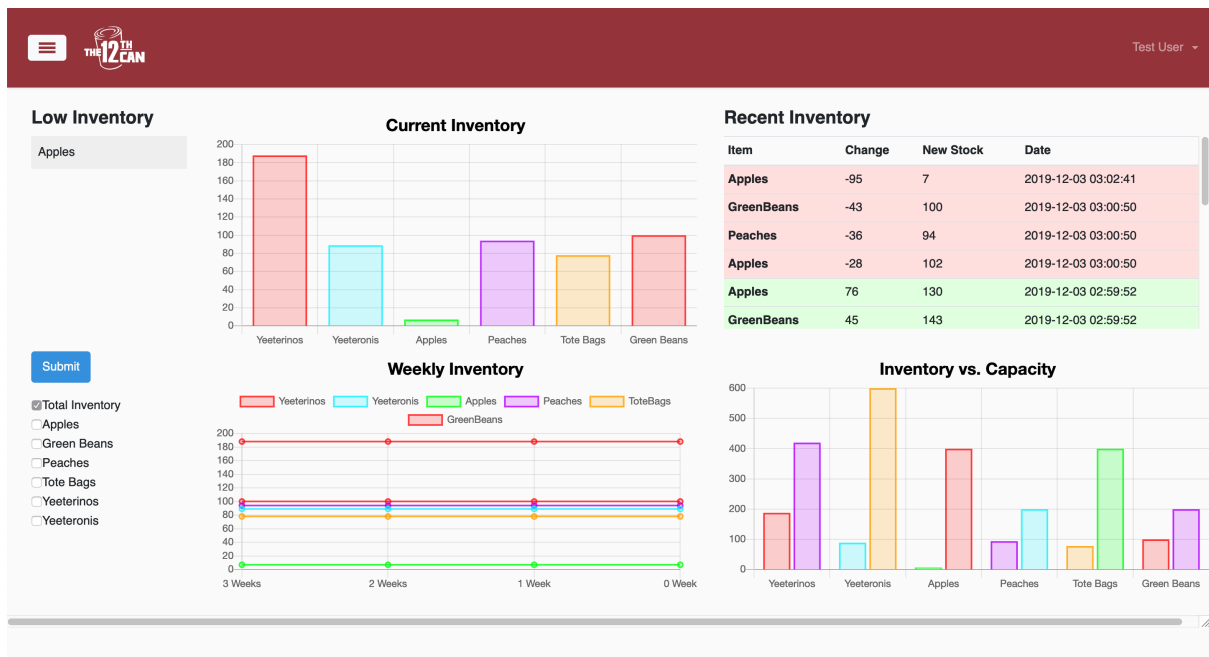 THE 12TH CAN
Test User
Low Inventory
Apples
Current Inventory
200
180
160
140
120
100
80
60
40
20
0
Yeeterinos Yeeteronis Apples Peaches Tote Bags Green Beans
Recent Inventory
Item Change New Stock Date
Apples -95 7 2019-12-03 03:02:41
GreenBeans -43 100 2019-12-03 03:00:50
Peaches -36 94 2019-12-03 03:00:50
Apples -28 102 2019-12-03 03:00:50
Apples 76 130 2019-12-03 02:59:52
GreenBeans 45 143 2019-12-03 02:59:52
Submit
Total Inventory
Apples
Green Beans
Peaches
Tote Bags
Yeeterinos
Yeeteronis
Weekly Inventory
Yeeterinos Yeeteronis Apples Peaches ToteBags
GreenBeans
200
180
160
140
120
100
80
60
40
20
0
3 Weeks 2 Weeks 1 Week 0 Week
Inventory vs. Capacity
600
500
400
300
200
100
0
Yeeterinos Yeeteronis Apples Peaches Tote Bags Green Beans